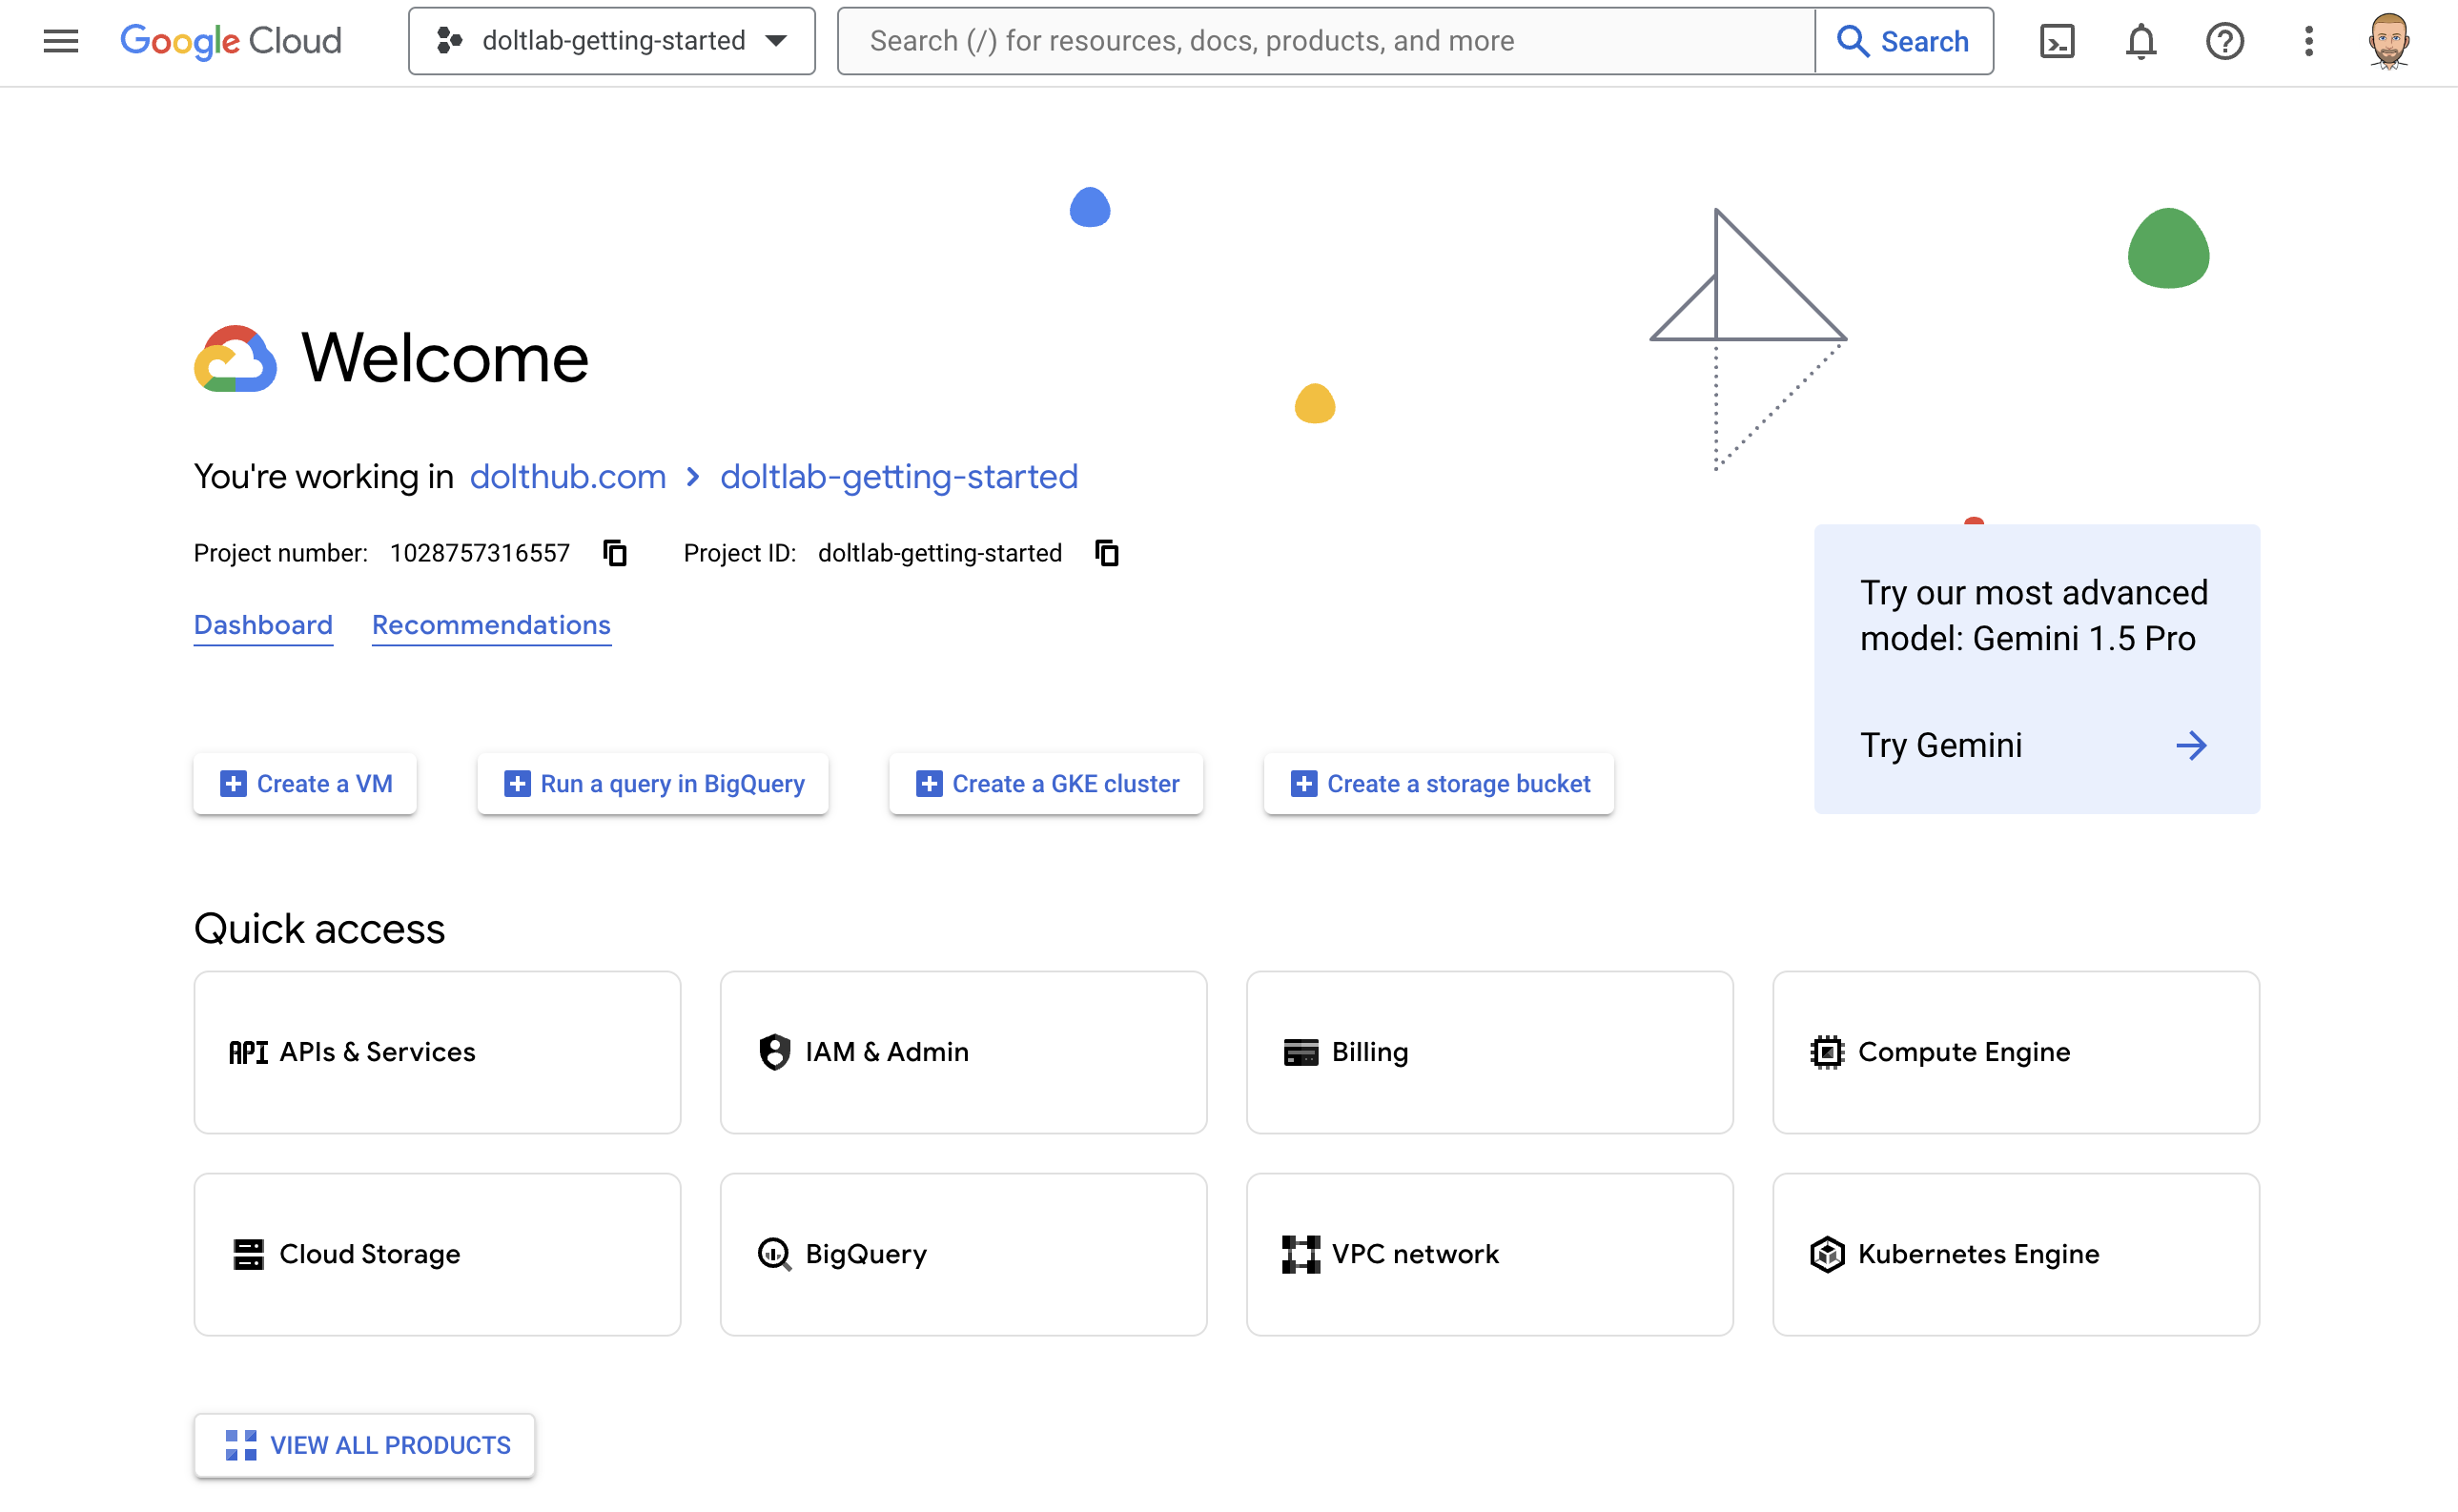 Google Cloud
doltlab-getting-started
Search (/) for resources, docs, products, and more
Search
Welcome
You're working in dolthub.com > doltlab-getting-started
Project number: 1028757316557 Project ID: doltlab-getting-started
Dashboard Recommendations
Try our most advanced
model: Gemini 1.5 Pro
Try Gemini
Create a VM
Run a query in BigQuery
Create a GKE cluster
Create a storage bucket
Quick access
API APIs & Services
IAM & Admin
Billing
Compute Engine
Cloud Storage
BigQuery
VPC network
Kubernetes Engine
VIEW ALL PRODUCTS